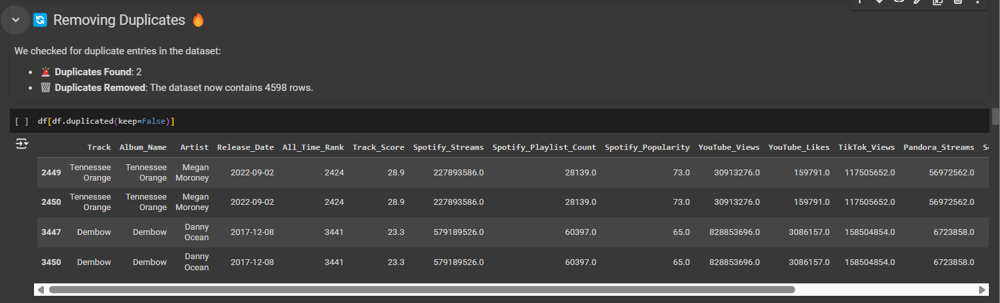 Removing Duplicates
We checked for duplicate entries in the dataset:
Duplicates Found: 2
Duplicates Removed: The dataset now contains 4598 rows.
[ ] df[df.duplicated(keep=False)]
Track Album_Name Artist Release_Date All_Time_Rank Track_Score Spotify_Streams Spotify_Playlist_Count Spotify_Popularity YouTube_Views YouTube_Likes TikTok_Views Pandora_Streams
2449 Tennessee Orange Tennessee Orange Megan Moroney 2022-09-02 2424 28.9 227893586.0 28139.0 73.0 30913276.0 159791.0 117505652.0 56972562.0
2450 Tennessee Orange Tennessee Orange Megan Moroney 2022-09-02 2424 28.9 227893586.0 28139.0 73.0 30913276.0 159791.0 117505652.0 56972562.0
3447 Dembow Dembow Danny Ocean 2017-12-08 3441 23.3 579189526.0 60397.0 65.0 828853696.0 3086157.0 158504854.0 6723858.0
3450 Dembow Dembow Danny Ocean 2017-12-08 3441 23.3 579189526.0 60397.0 65.0 828853696.0 3086157.0 158504854.0 6723858.0